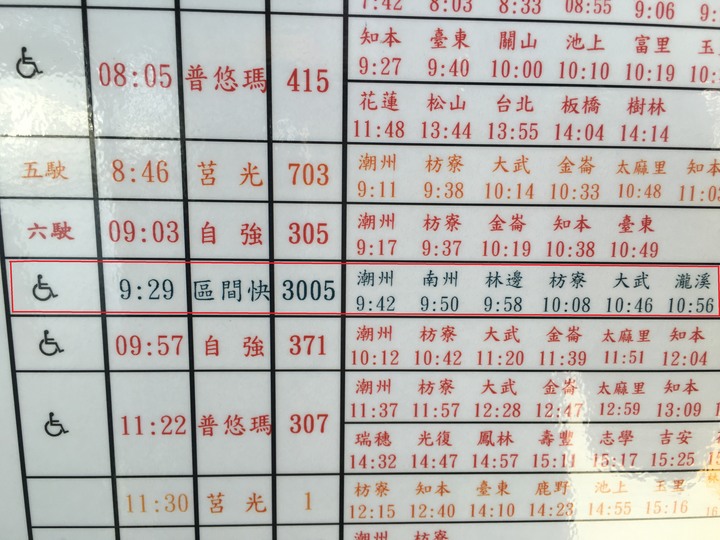 7:42 8:03 8:33 08:55 9:06
知本 臺東 關山 池上 富里
08:05 普悠瑪 415
9:27 9:40 10:00 10:10 10:19
花蓮 松山 台北 板橋 樹林
11:48 13:44 13:55 14:04 14:14
五駛 8:46 莒光 703
潮州 枋寮 大武 金崙 太麻里 知本
9:11 9:38 10:14 10:33 10:48
六駛 09:03 自強 305
潮州 枋寮 金崙 知本 臺東
9:17 9:37 10:19 10:38 10:49
9:29 區間快 3005
潮州 南州 林邊 枋寮 大武 瀧溪
9:42 9:50 9:58 10:08 10:46 10:56
09:57 自強 371
潮州 枋寮 大武 金崙 太麻里 知本
10:12 10:42 11:20 11:39 11:51 12:04
潮州 枋寮 大武 金崙 太麻里 知本
11:37 11:57 12:28 12:47 12:59 13:09
11:22 普悠瑪 307
瑞穗 光復 鳳林 壽豐 志學 吉安
14:32 14:47 14:57 15:11 15:17 15:25
11:30 莒光 1
枋寮 知本 臺東 鹿野 池上 玉里
12:15 12:40 14:10 14:23 14:55 15:16
潮州 枋寮